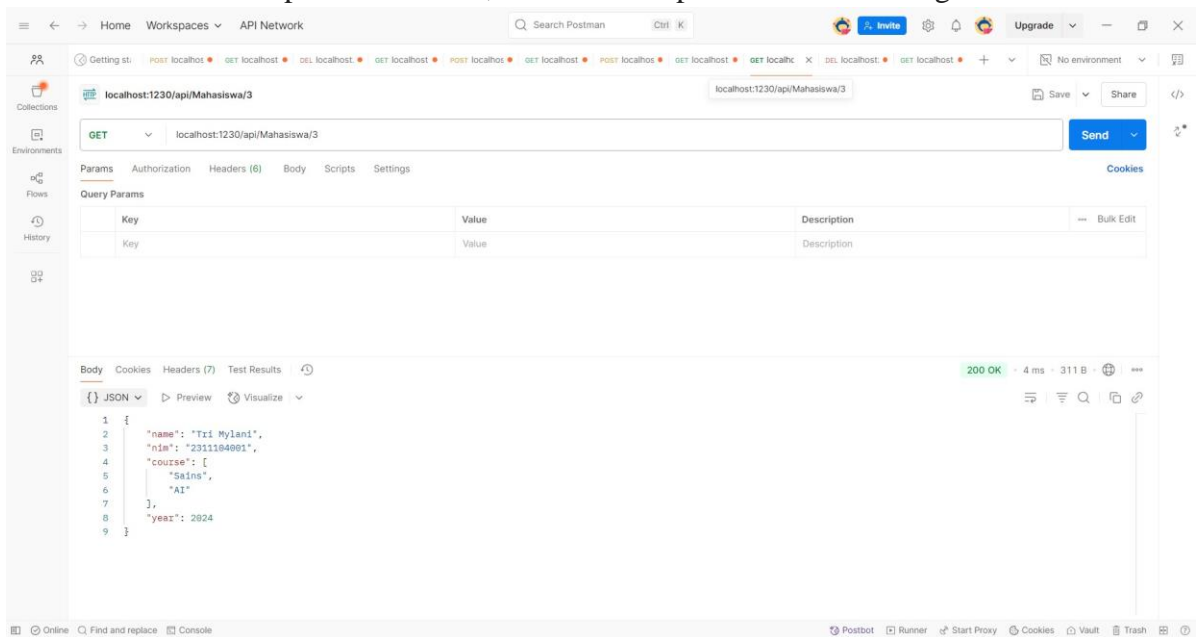 Home Workspaces API Network Search Postman Ctrl K Invite Upgrade
Getting st POST localhos GET localhost DEL localhost: GET localhost POST localhos GET localhost POST localhos GET localhost GET localhc DEL localhost: GET localhost No environment
Collections
localhost:1230/api/Mahasiswa/3
localhost:1230/api/Mahasiswa/3
Save Share
Environments
GET localhost:1230/api/Mahasiswa/3 Send
Flows
Params Authorization Headers (6) Body Scripts Settings Cookies
Query Params
History
Key Value Description Bulk Edit
Key Value Description
Body Cookies Headers (7) Test Results 200 OK 4 ms 311 B
{} JSON Preview Visualize
1 {
2 "name": "Tri Mylani",
3 "nim": "2311104001",
4 "course": [
5 "Sains",
6 "AI"
7 ],
8 "year": 2024
9 }
Online Find and replace Console Postbot Runner Start Proxy Cookies Vault Trash